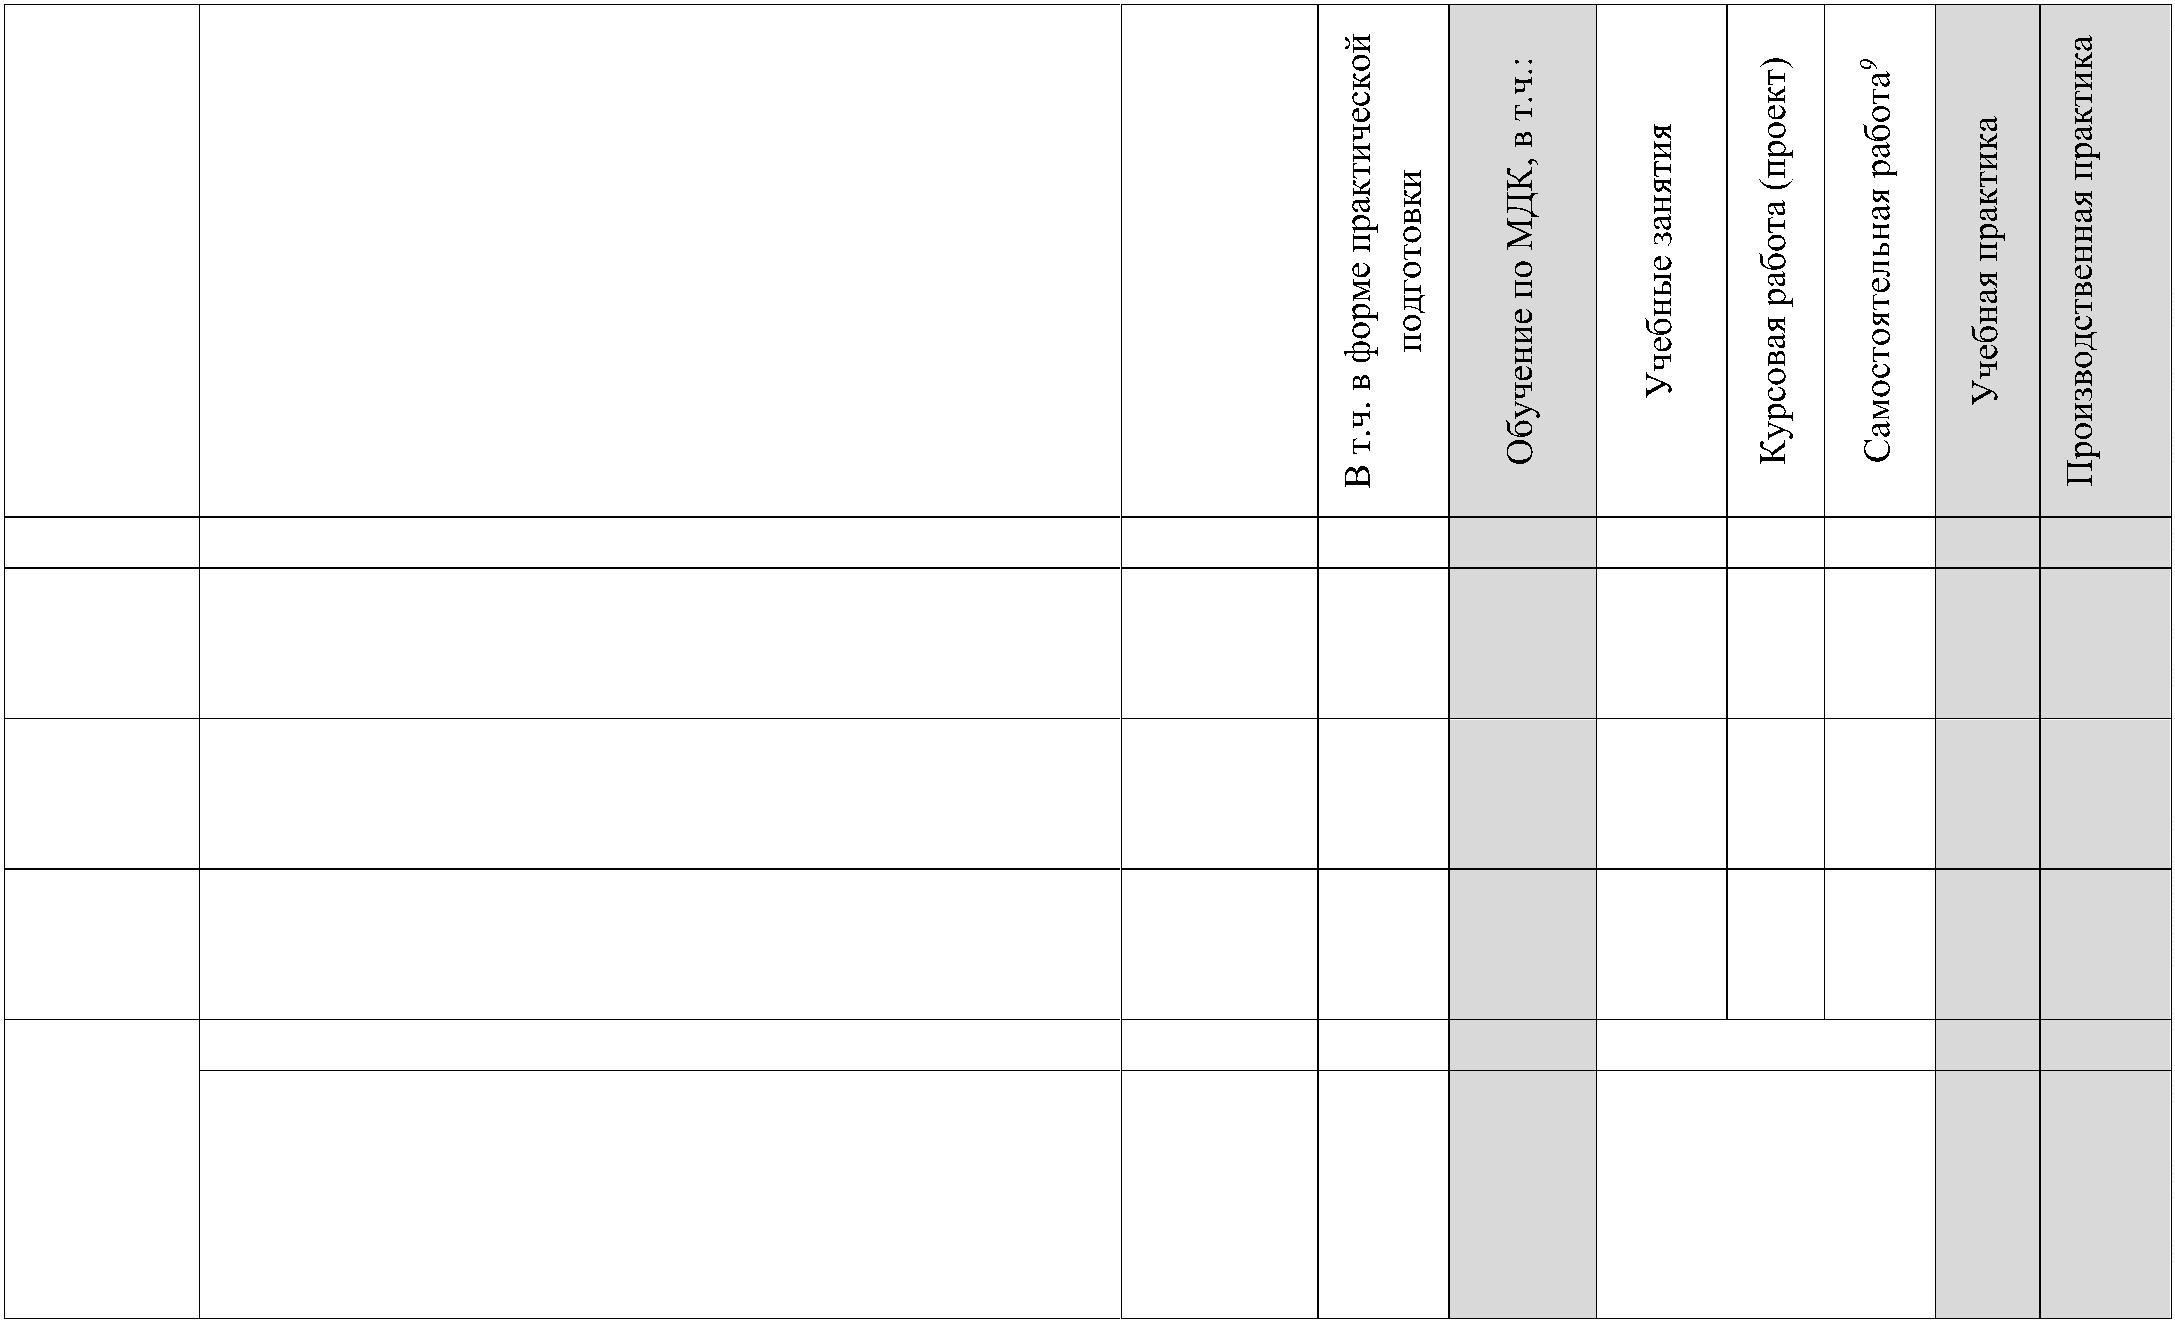 В т.ч. в форме практической
подготовки
Обучение по МДК, в т.ч.:
Учебные занятия
Курсовая работа (проект)
Самостоятельная работа⁹
Учебная практика
Производственная практика